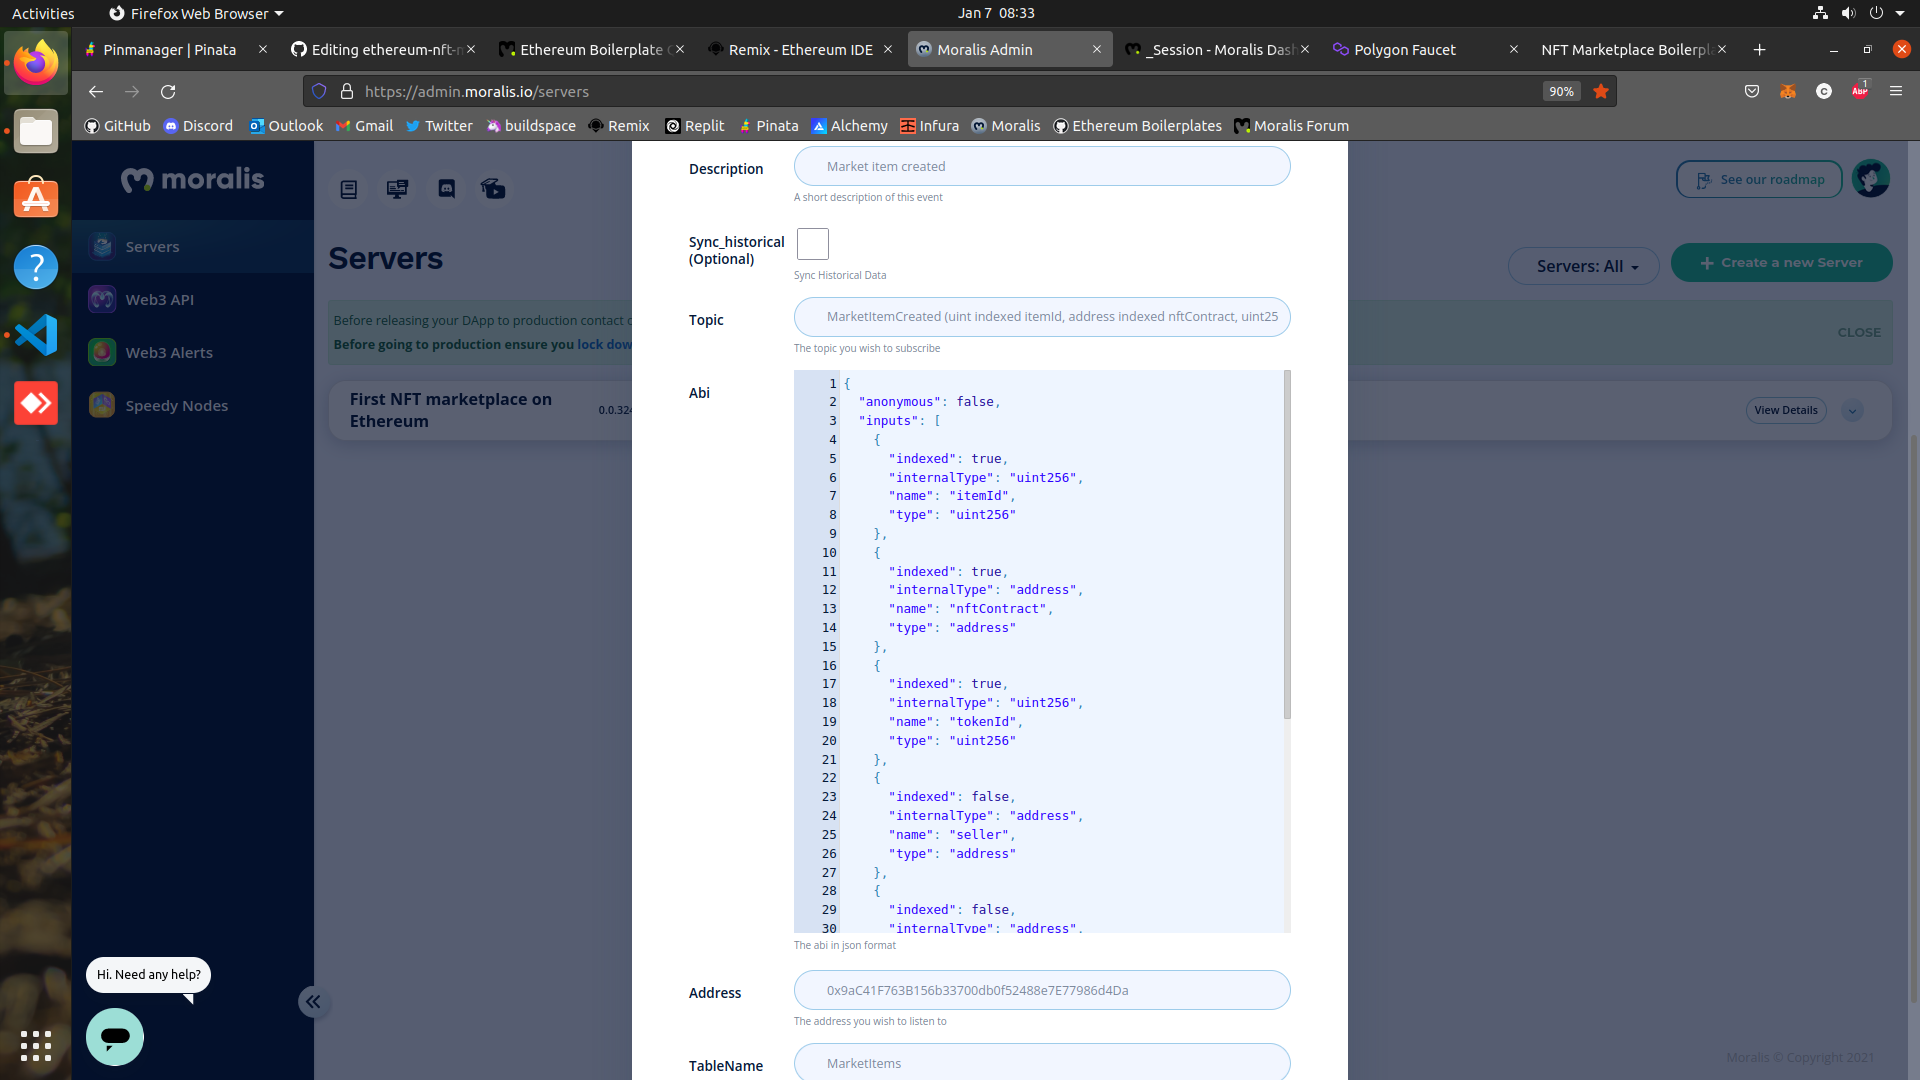 Activities
Firefox Web Browser
Jan 7 08:33
Pinmanager | Pinata
Editing ethereum-nft-
Ethereum Boilerplate
Remix - Ethereum IDE
Moralis Admin
_Session - Moralis Dash
Polygon Faucet
NFT Marketplace Boilerpl
https://admin.moralis.io/servers
90%
C
ABP
1
GitHub
Discord
Outlook
Gmail
Twitter
buildspace
Remix
Replit
Pinata
Alchemy
Infura
Moralis
Ethereum Boilerplates
Moralis Forum
moralis
Servers
Web3 API
Web3 Alerts
Speedy Nodes
Hi. Need any help?
See our roadmap
Servers
Servers: All
Create a new Server
Before releasing your DApp to production contact
Before going to production ensure you lock dow
CLOSE
First NFT marketplace on
Ethereum
0.0.324
View Details
Description
Market item created
A short description of this event
Sync_historical
(Optional)
Sync Historical Data
Topic
MarketItemCreated (uint indexed itemId, address indexed nftContract, uint25
The topic you wish to subscribe
Abi
1 {
2 "anonymous": false,
3 "inputs": [
4 {
5 "indexed": true,
6 "internalType": "uint256",
7 "name": "itemId",
8 "type": "uint256"
9 },
10 {
11 "indexed": true,
12 "internalType": "address",
13 "name": "nftContract",
14 "type": "address"
15 },
16 {
17 "indexed": true,
18 "internalType": "uint256",
19 "name": "tokenId",
20 "type": "uint256"
21 },
22 {
23 "indexed": false,
24 "internalType": "address",
25 "name": "seller",
26 "type": "address"
27 },
28 {
29 "indexed": false,
30 "internalType": "address",
The abi in json format
Address
0x9aC41F763B156b33700db0f52488e7E77986d4Da
The address you wish to listen to
TableName
MarketItems
Moralis © Copyright 2021